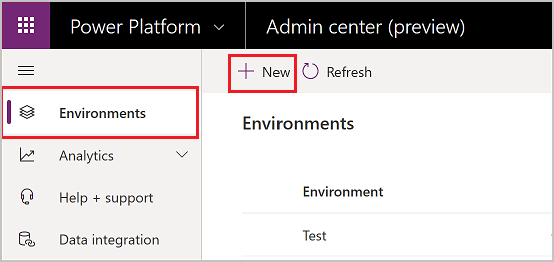 Power Platform Admin center (preview)
New Refresh
Environments
Environments
Analytics
Environment
Help + support
Test
Data integration